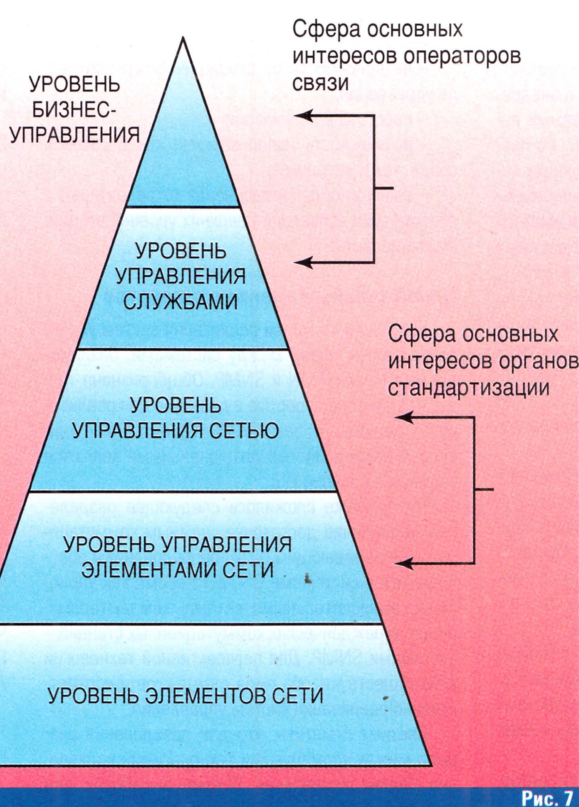 Сфера основных
интересов операторов
связи
УРОВЕНЬ
БИЗНЕС-
УПРАВЛЕНИЯ
УРОВЕНЬ
УПРАВЛЕНИЯ
СЛУЖБАМИ
Сфера основных
интересов органов
стандартизации
УРОВЕНЬ
УПРАВЛЕНИЯ СЕТЬЮ
УРОВЕНЬ УПРАВЛЕНИЯ
ЭЛЕМЕНТАМИ СЕТИ
УРОВЕНЬ ЭЛЕМЕНТОВ СЕТИ
Рис. 7